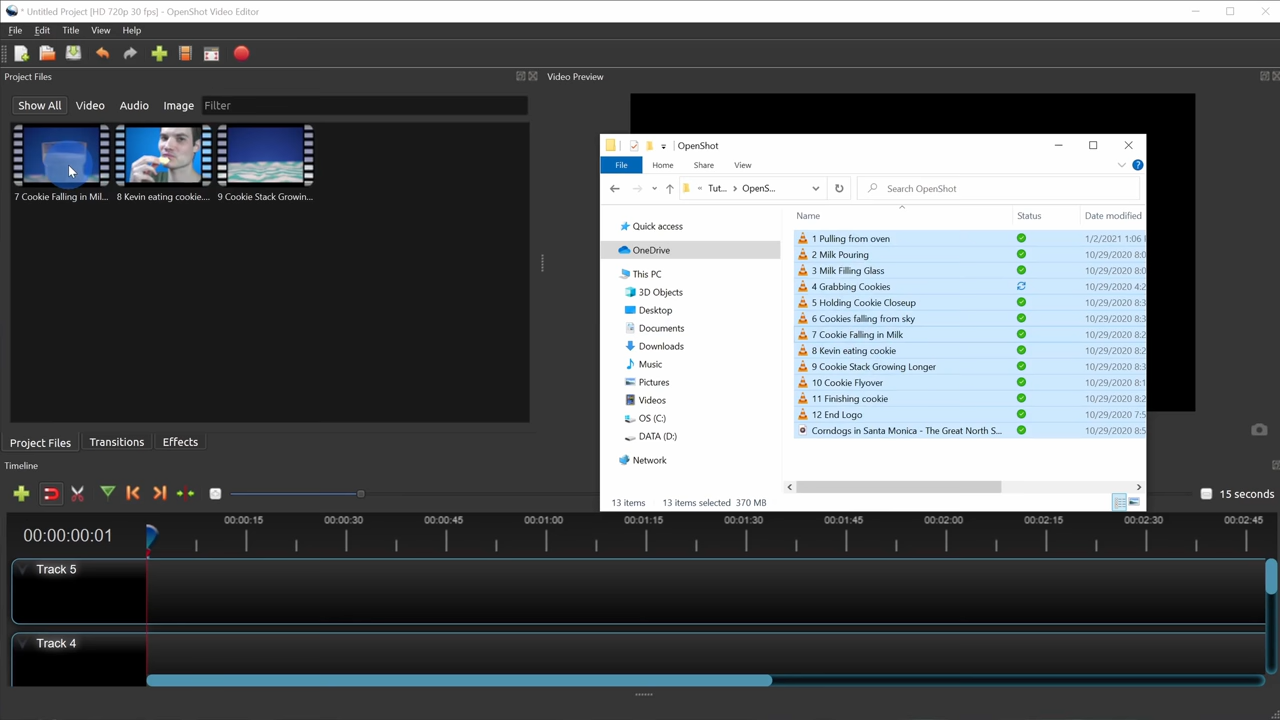 * Untitled Project [HD 720p 30 fps] - OpenShot Video Editor
File Edit Title View Help
Project Files
Video Preview
Show All Video Audio Image Filter
7 Cookie Falling in Mil... 8 Kevin eating cookie.... 9 Cookie Stack Growin...
OpenShot
File Home Share View
« Tut... > OpenS... Search OpenShot
Name Status Date modified
Quick access
OneDrive
This PC
3D Objects
Desktop
Documents
Downloads
Music
Pictures
Videos
OS (C:)
DATA (D:)
Network
1 Pulling from oven 1/2/2021 1:06
2 Milk Pouring 10/29/2020 8:0
3 Milk Filling Glass 10/29/2020 8:0
4 Grabbing Cookies 10/29/2020 4:2
5 Holding Cookie Closeup 10/29/2020 8:3
6 Cookies falling from sky 10/29/2020 8:3
7 Cookie Falling in Milk 10/29/2020 8:2
8 Kevin eating cookie 10/29/2020 8:2
9 Cookie Stack Growing Longer 10/29/2020 8:3
10 Cookie Flyover 10/29/2020 8:1
11 Finishing cookie 10/29/2020 8:2
12 End Logo 10/29/2020 7:5
Corndogs in Santa Monica - The Great North S... 10/29/2020 8:5
13 items 13 items selected 370 MB
Project Files Transitions Effects
Timeline
15 seconds
00:00:00:01
00:00:15 00:00:30 00:00:45 00:01:00 00:01:15 00:01:30 00:01:45 00:02:00 00:02:15 00:02:30 00:02:45
Track 5
Track 4